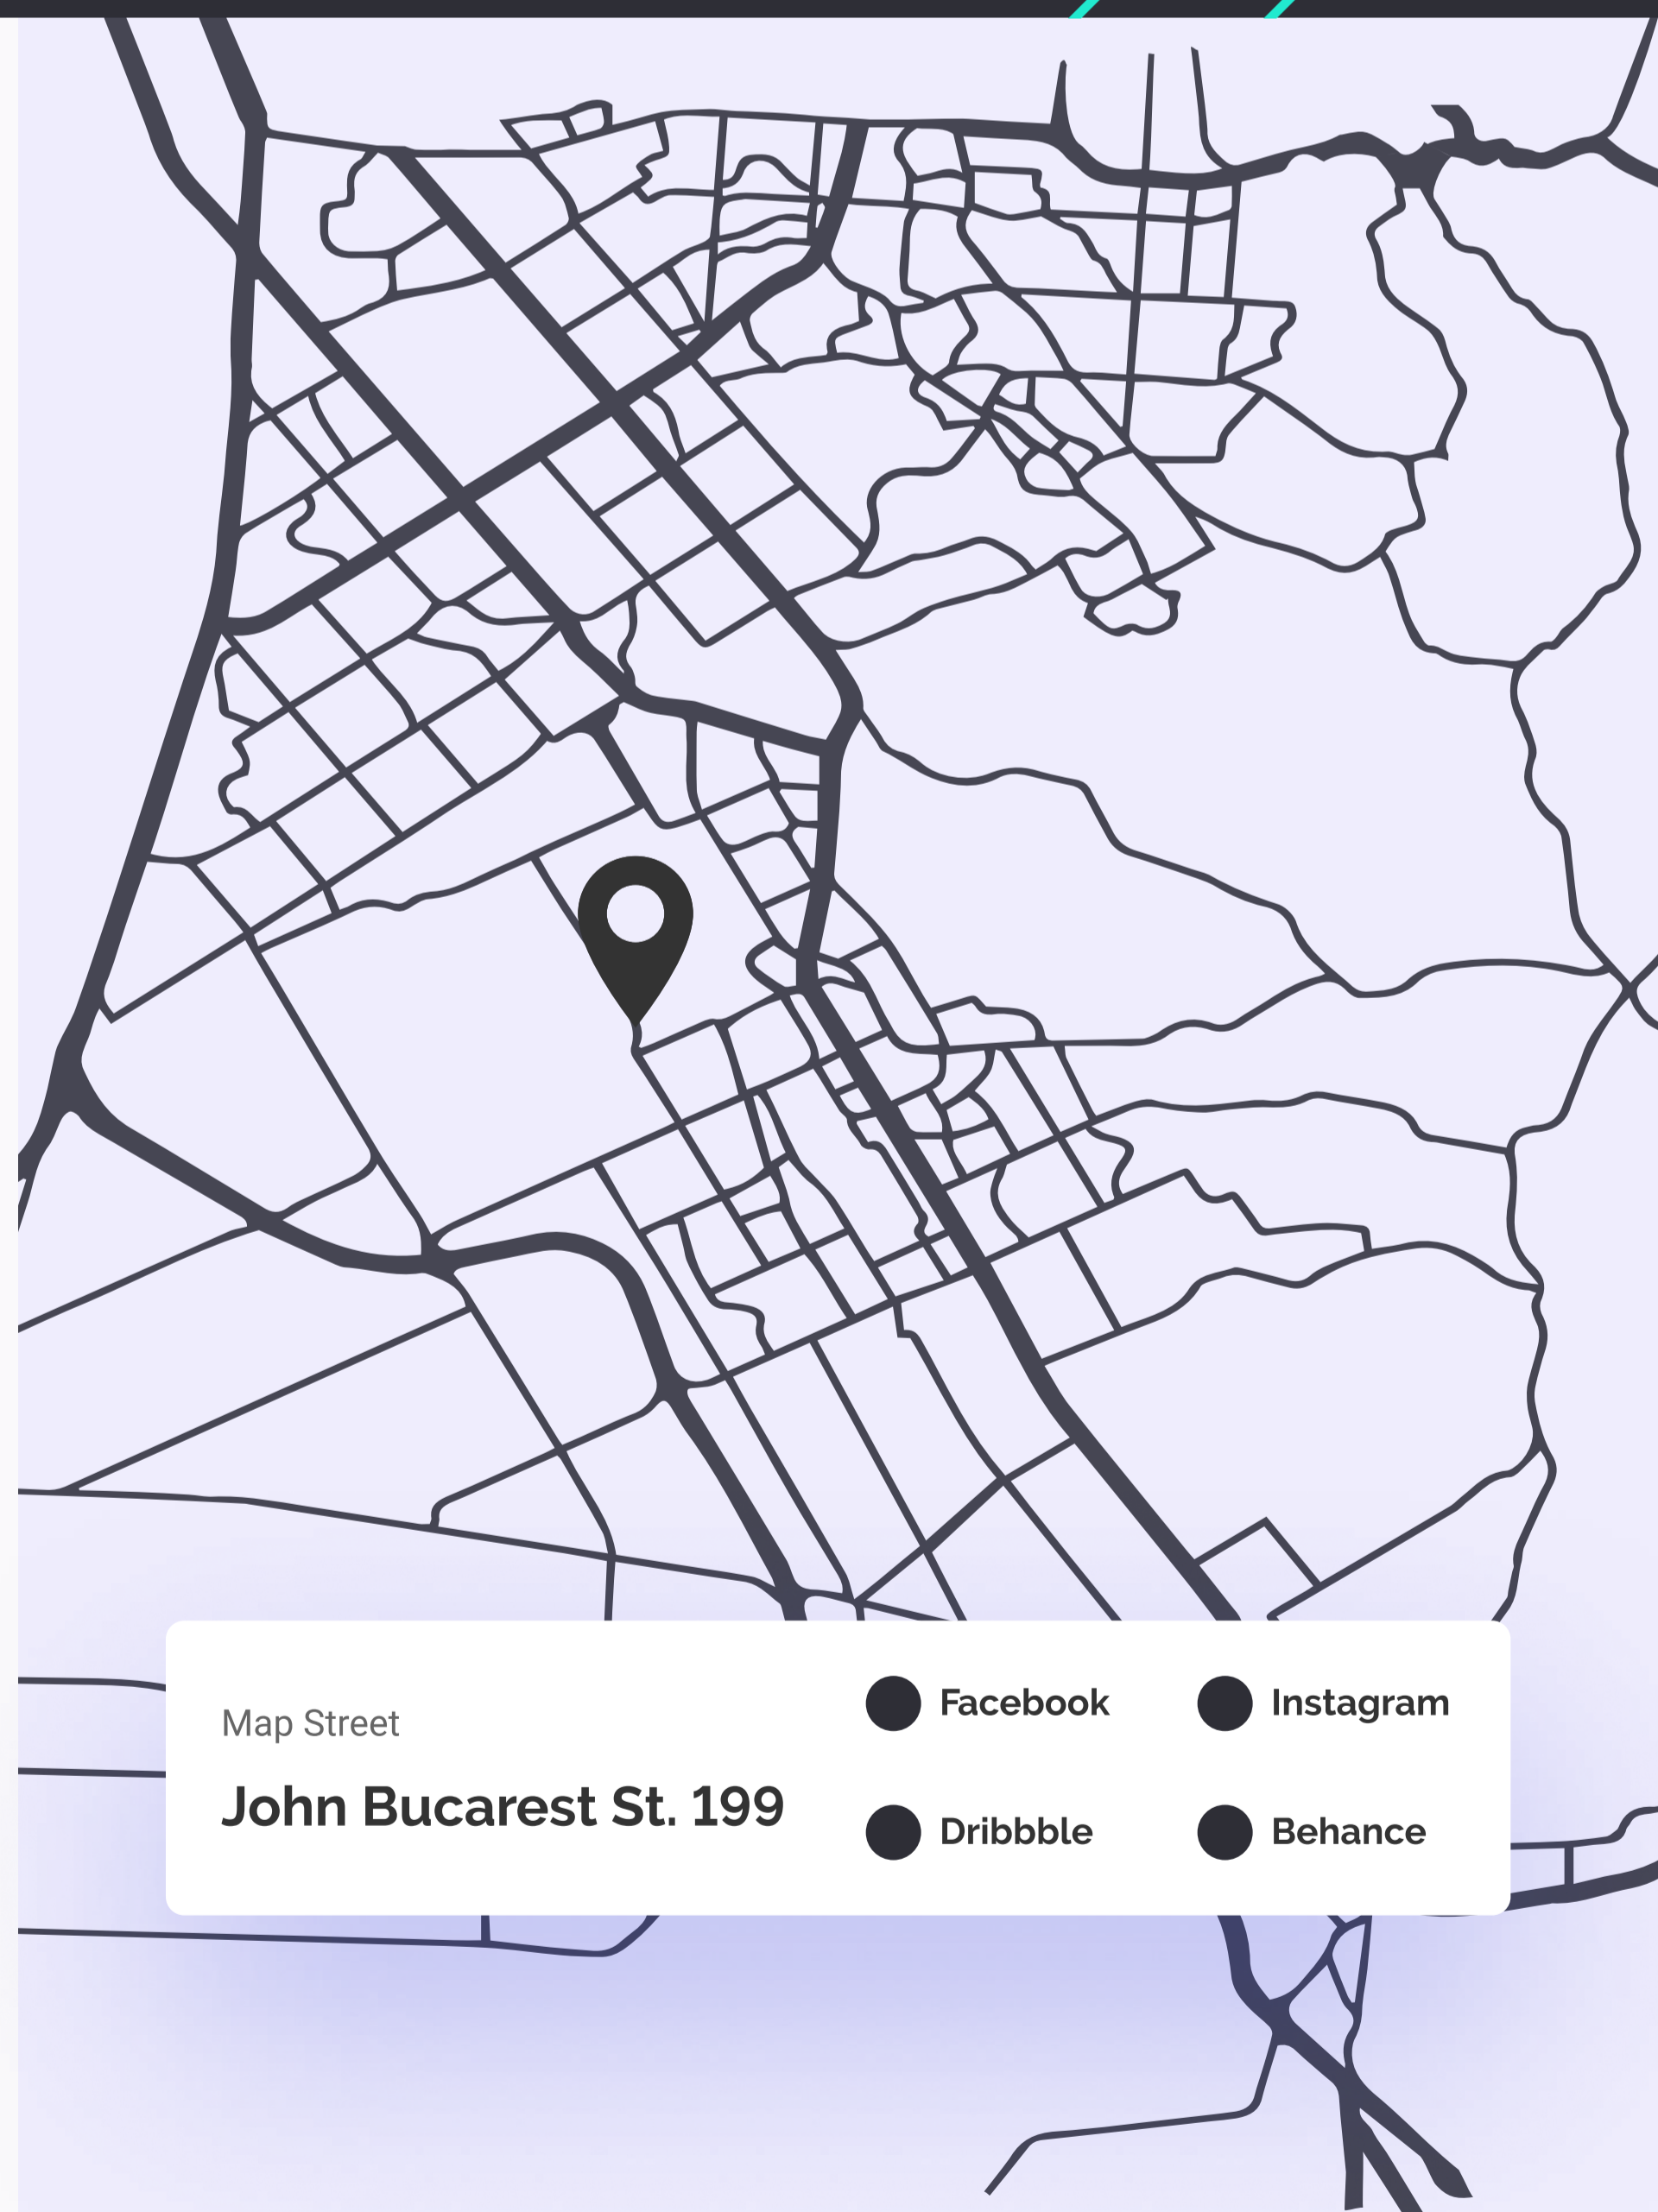 Map Street
John Bucarest St. 199
Facebook
Instagram
Dribbble
Behance